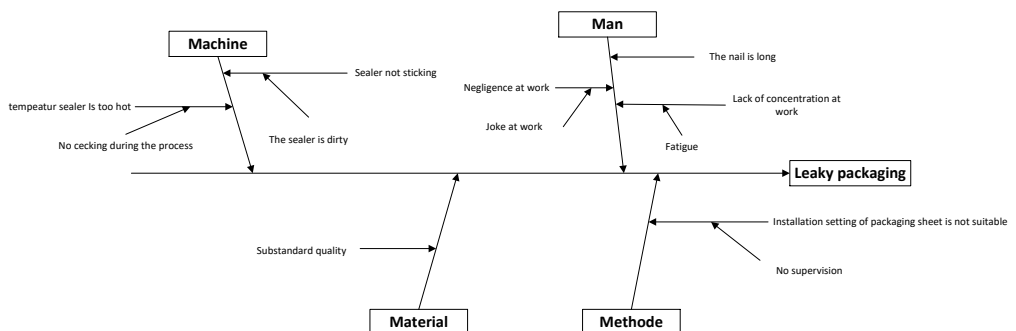 Man
Machine
The nail is long
Sealer not sticking
Negligence at work
tempeatur sealer Is too hot
Lack of concentration at
work
Joke at work
The sealer is dirty
No cecking during the process
Fatigue
Leaky packaging
Installation setting of packaging sheet is not suitable
Substandard quality
No supervision
Material
Methode